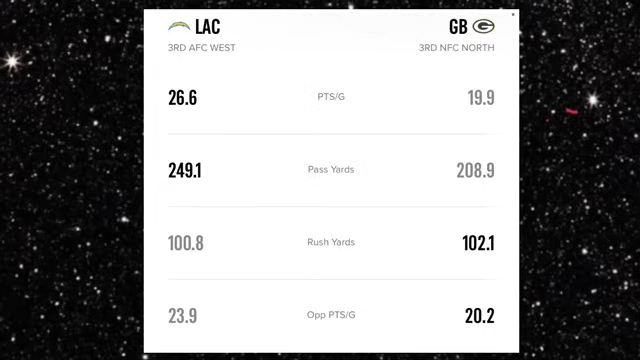 LAC GB
3RD AFC WEST 3RD NFC NORTH
26.6 PTS/G 19.9
249.1 Pass Yards 208.9
100.8 Rush Yards 102.1
23.9 Opp PTS/G 20.2